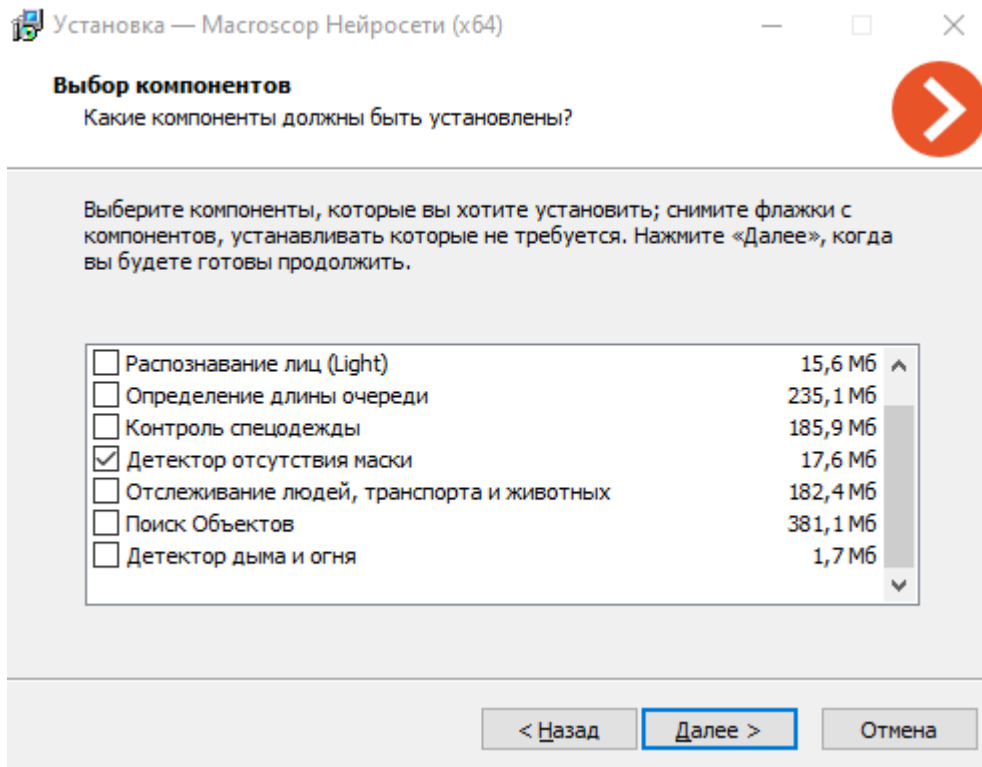 Установка — Macroscop Нейросети (x64)
Выбор компонентов
Какие компоненты должны быть установлены?
Выберите компоненты, которые вы хотите установить; снимите флажки с
компонентов, устанавливать которые не требуется. Нажмите «Далее», когда
вы будете готовы продолжить.
Распознавание лиц (Light) 15,6 Мб
Определение длины очереди 235,1 Мб
Контроль спецодежды 185,9 Мб
Детектор отсутствия маски 17,6 Мб
Отслеживание людей, транспорта и животных 182,4 Мб
Поиск Объектов 381,1 Мб
Детектор дыма и огня 1,7 Мб
< Назад Далее > Отмена